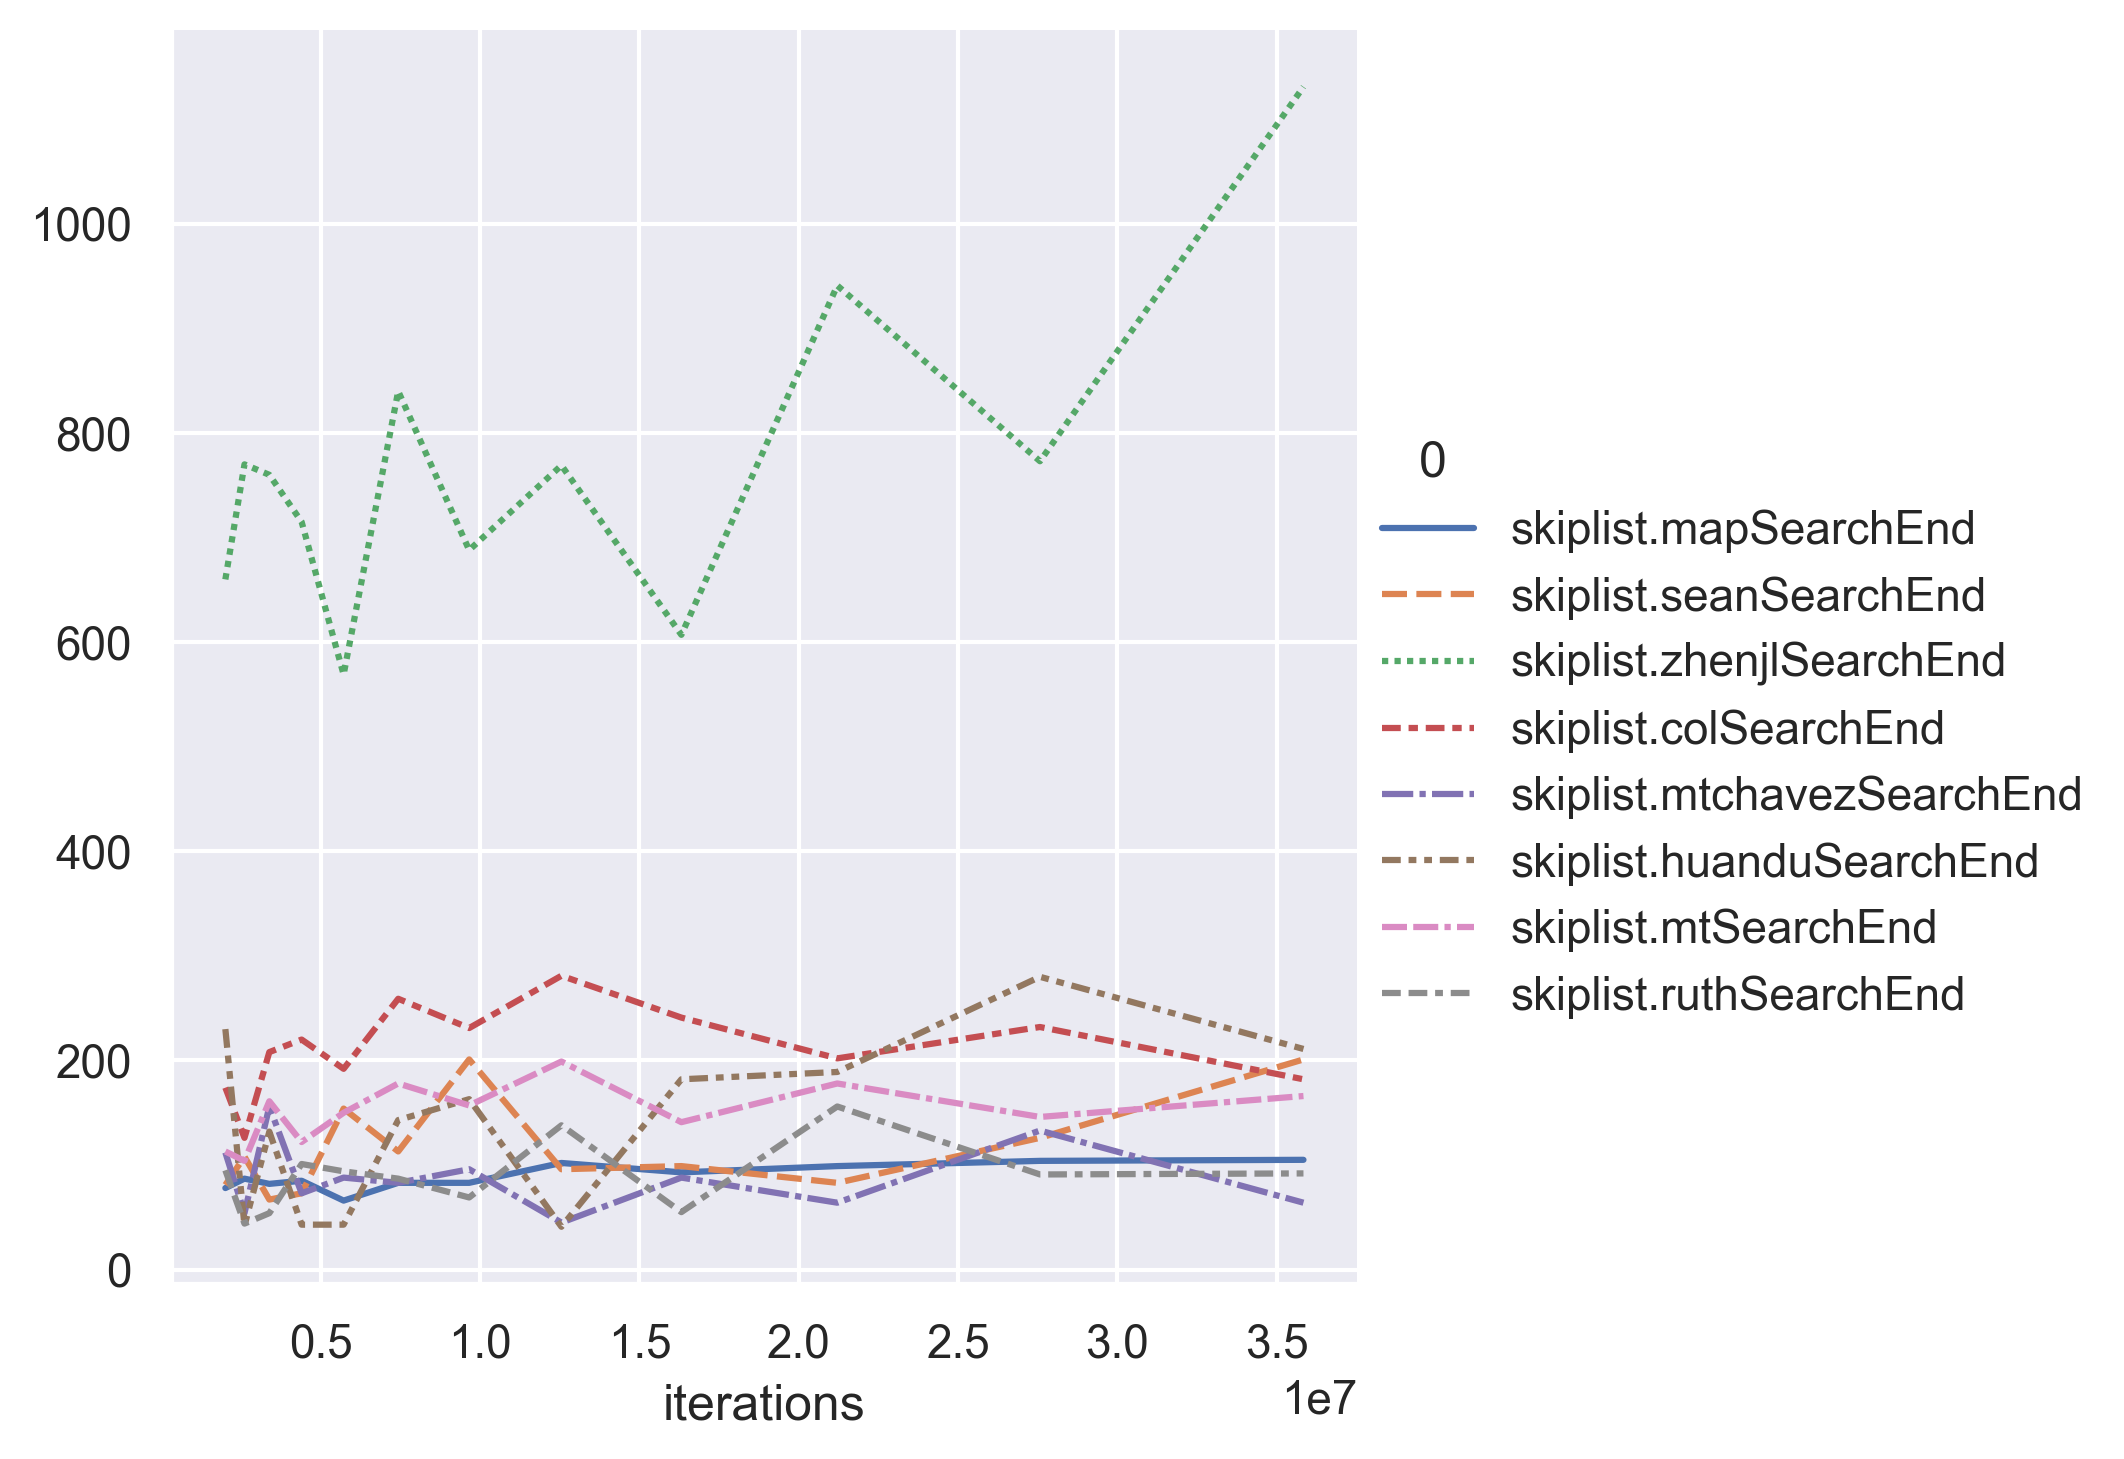 1000
800
600
400
200
0
0.5 1.0 1.5 2.0 2.5 3.0 3.5
1e7
iterations
0
skiplist.mapSearchEnd
skiplist.seanSearchEnd
skiplist.zhenjlSearchEnd
skiplist.colSearchEnd
skiplist.mtchavezSearchEnd
skiplist.huanduSearchEnd
skiplist.mtSearchEnd
skiplist.ruthSearchEnd